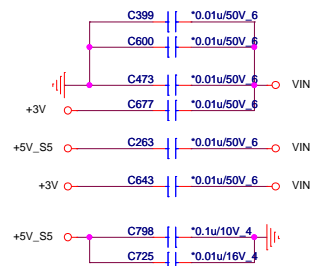 C399 *0.01u/50V_6
C600 *0.01u/50V_6
C473 *0.01u/50V_6 VIN
+3V C677 *0.01u/50V_6
+5V_S5 C263 *0.01u/50V_6 VIN
+3V C643 *0.01u/50V_6 VIN
+5V_S5 C798 *0.1u/10V_4
C725 *0.01u/16V_4